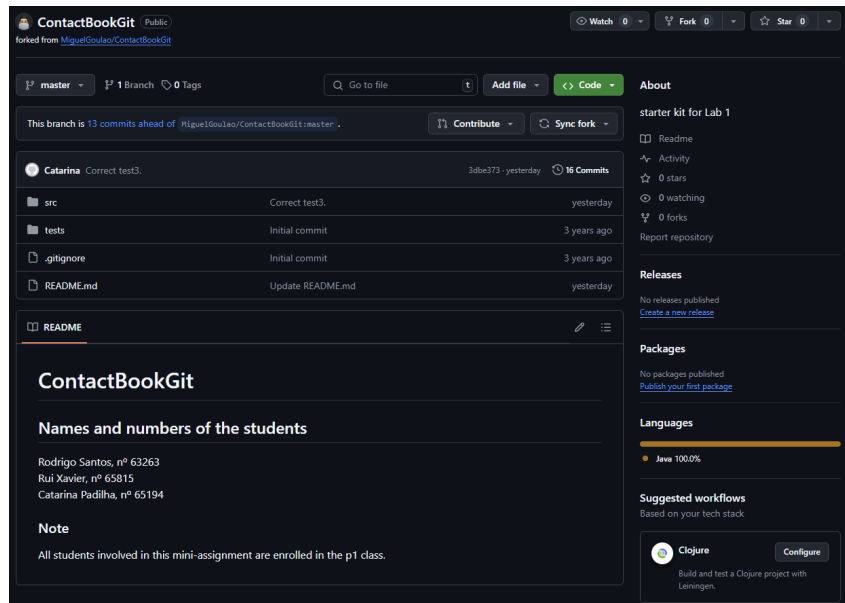 ContactBookGit Public
Watch 0
Fork 0
Star 0
forked from MiguelGoulao/ContactBookGit
master
1 Branch
0 Tags
Go to file
t
Add file
Code
This branch is 13 commits ahead of MiguelGoulao/ContactBookGit:master .
Contribute
Sync fork
Catarina Correct test3.
3dbe373 · yesterday
16 Commits
src Correct test3. yesterday
tests Initial commit 3 years ago
.gitignore Initial commit 3 years ago
README.md Update README.md yesterday
README
ContactBookGit
Names and numbers of the students
Rodrigo Santos, nº 63263
Rui Xavier, nº 65815
Catarina Padilha, nº 65194
Note
All students involved in this mini-assignment are enrolled in the p1 class.
About
starter kit for Lab 1
Readme
Activity
0 stars
0 watching
0 forks
Report repository
Releases
No releases published
Create a new release
Packages
No packages published
Publish your first package
Languages
Java 100.0%
Suggested workflows
Based on your tech stack
Clojure
Configure
Build and test a Clojure project with
Leiningen.